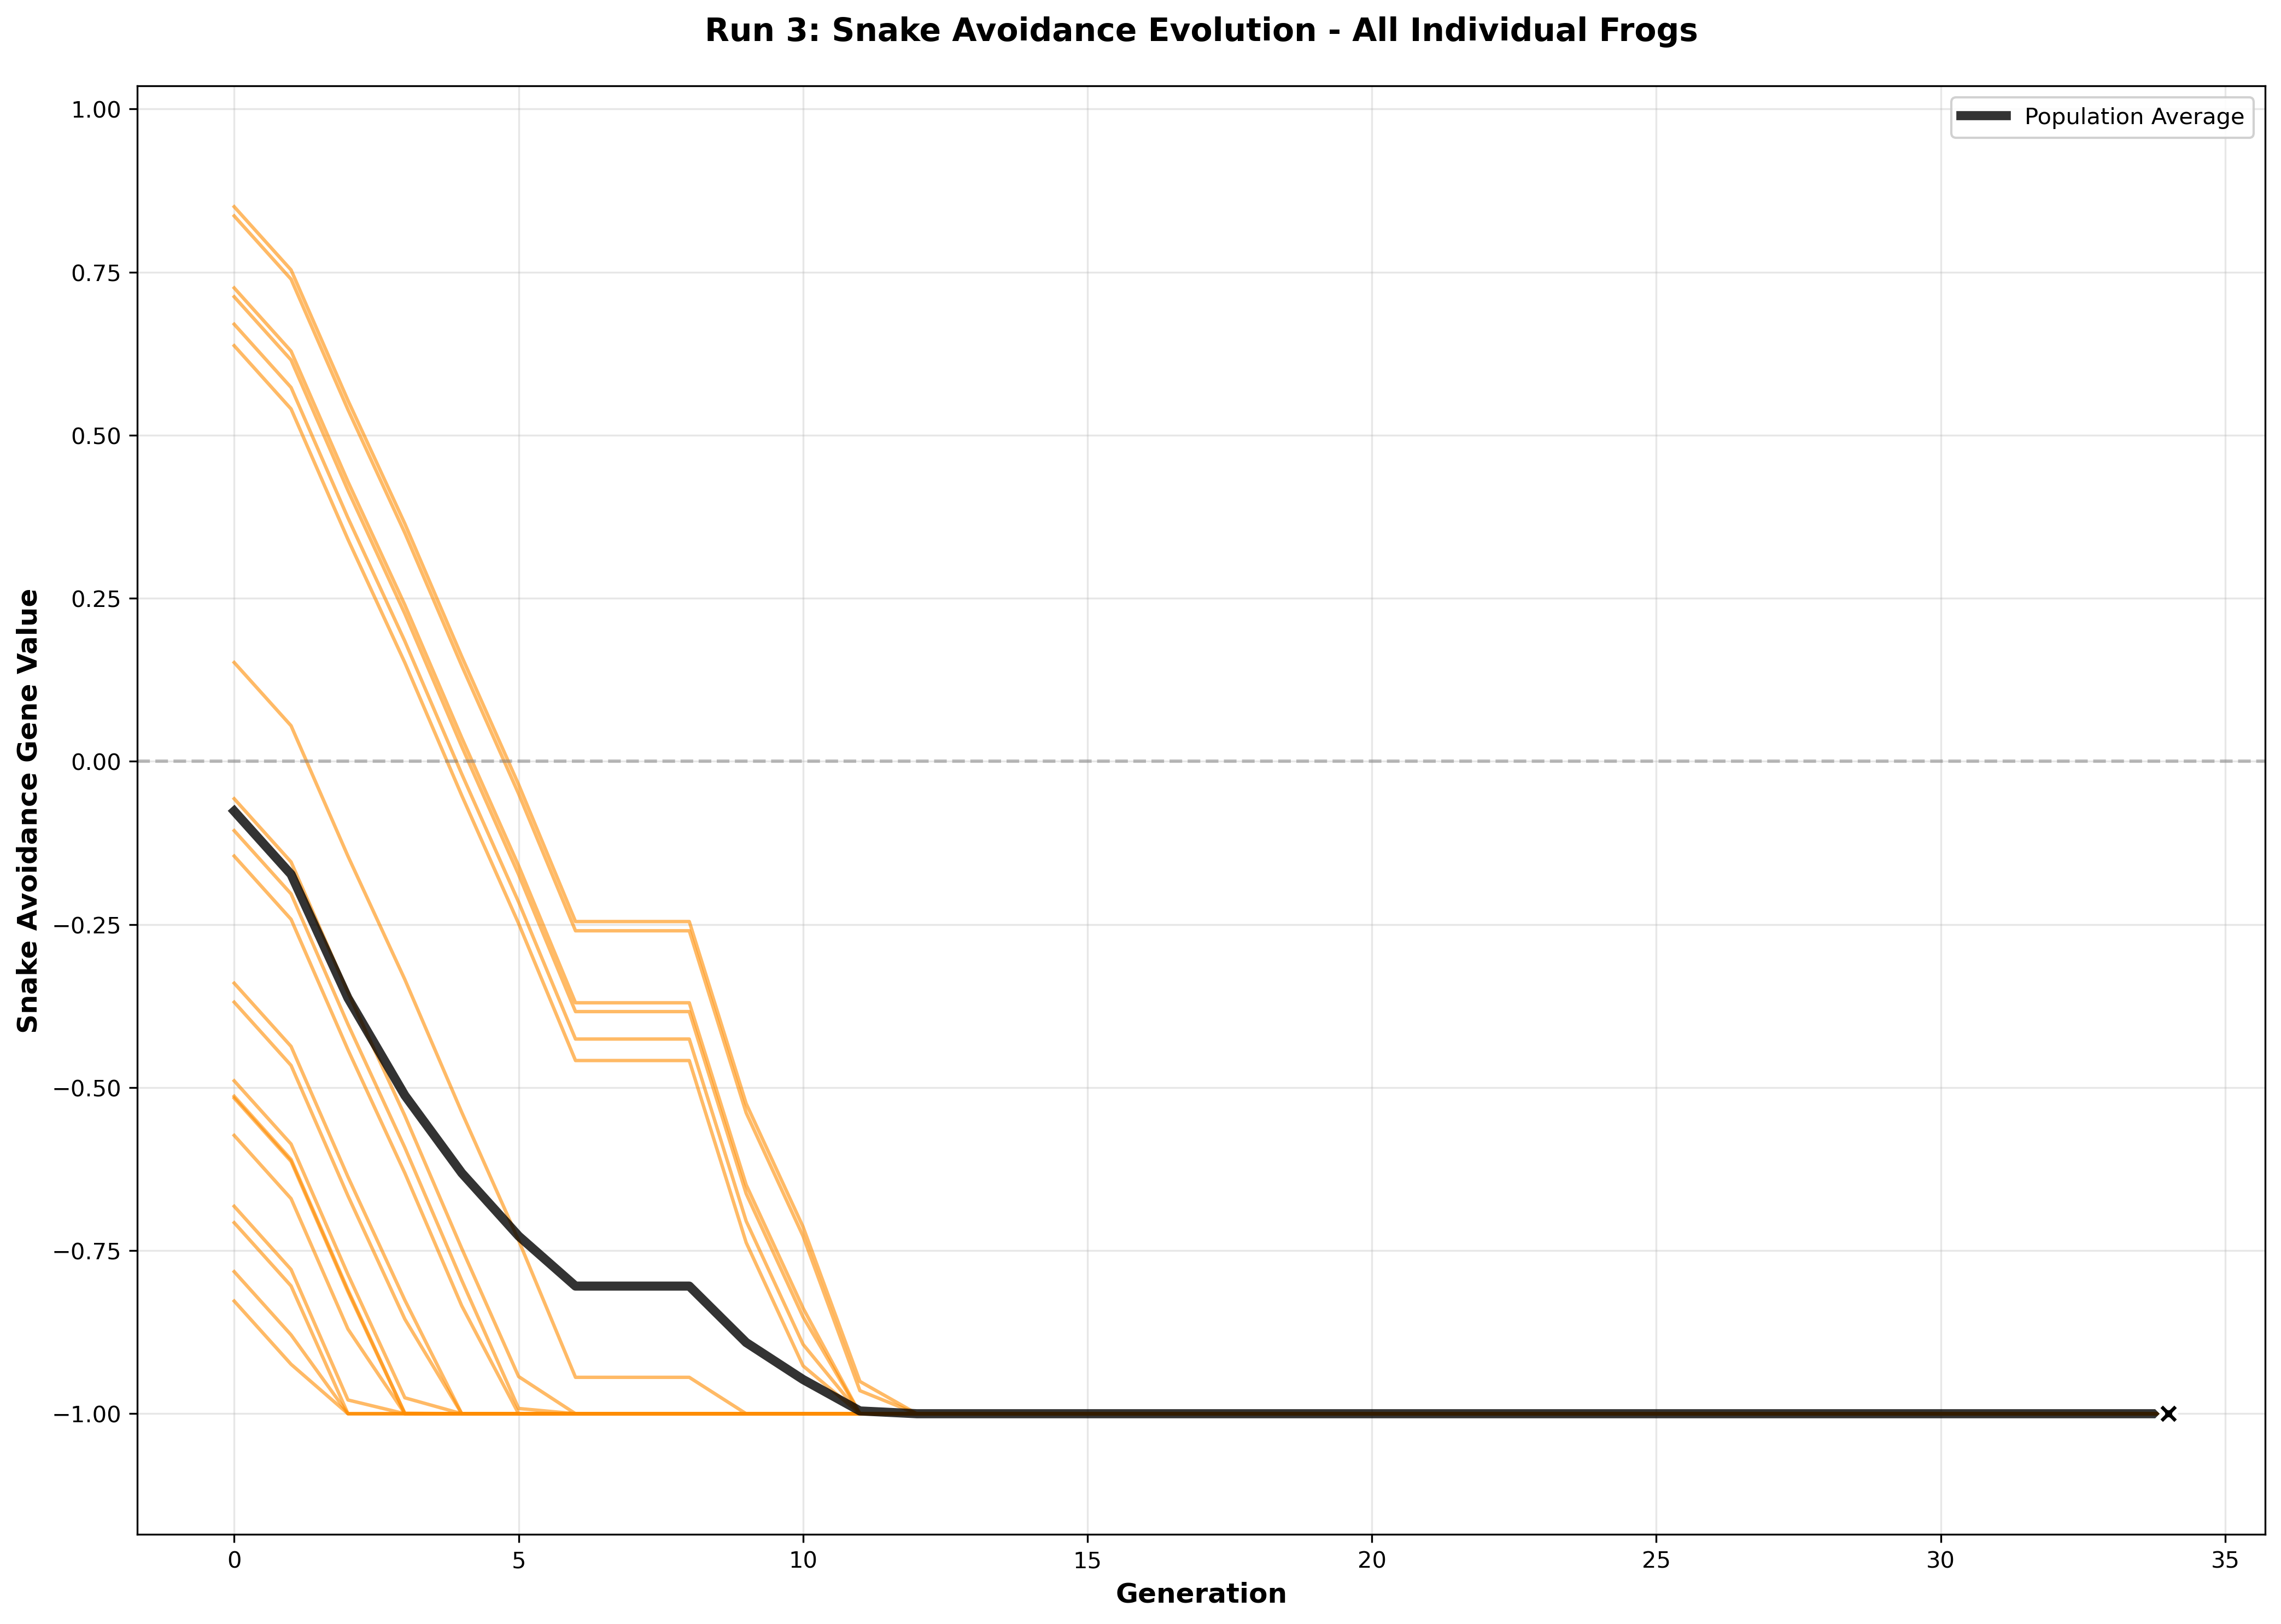 Run 3: Snake Avoidance Evolution - All Individual Frogs
Population Average
Snake Avoidance Gene Value
1.00
0.75
0.50
0.25
0.00
−0.25
−0.50
−0.75
−1.00
0 5 10 15 20 25 30 35
Generation